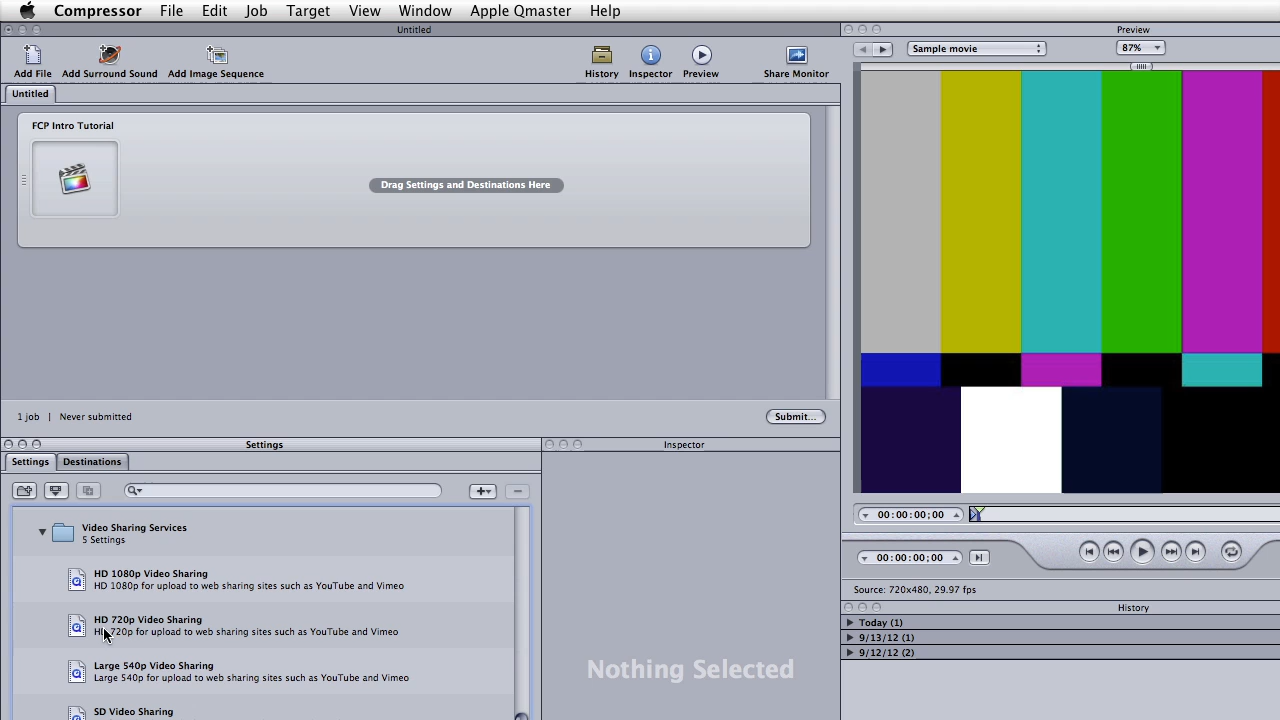 Compressor File Edit Job Target View Window Apple Qmaster Help
Untitled
Preview
Add File Add Surround Sound Add Image Sequence History Inspector Preview Share Monitor
Sample movie 87%
Untitled
FCP Intro Tutorial
Drag Settings and Destinations Here
1 job | Never submitted Submit...
Settings
Inspector
Settings Destinations
Video Sharing Services
5 Settings
HD 1080p Video Sharing
HD 1080p for upload to web sharing sites such as YouTube and Vimeo
HD 720p Video Sharing
HD 720p for upload to web sharing sites such as YouTube and Vimeo
Large 540p Video Sharing
Large 540p for upload to web sharing sites such as YouTube and Vimeo
SD Video Sharing
Nothing Selected
00:00:00;00
00:00:00;00
Source: 720x480, 29.97 fps
History
Today (1)
9/13/12 (1)
9/12/12 (2)